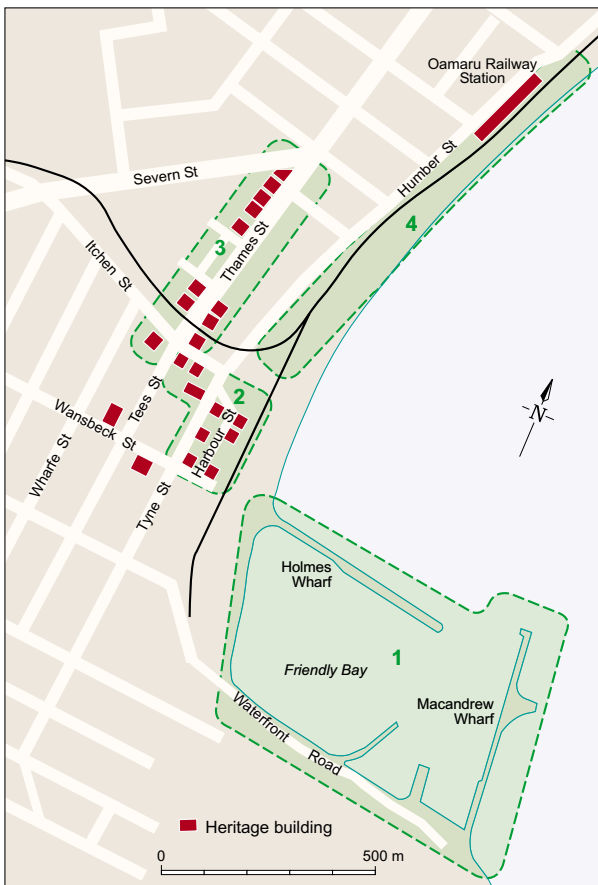 Oamaru Railway
Station
Humber St
Severn St
4
3
Thames St
Itchen St
2
Tees St
Harbour St
Wansbeck St
Wharfe St
Tyne St
N
Holmes
Wharf
1
Friendly Bay
Macandrew
Wharf
Waterfront Road
Heritage building
0 500 m